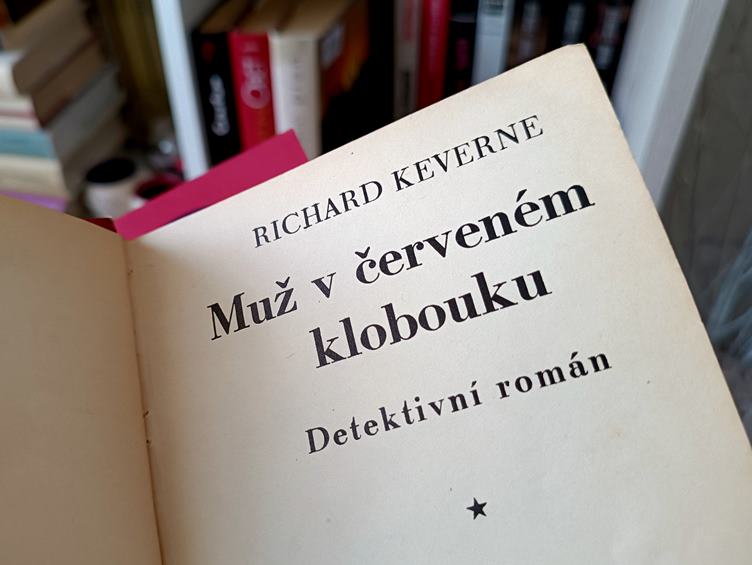 RICHARD KEVERNE
Muž v červeném
klobouku
Detektivní román